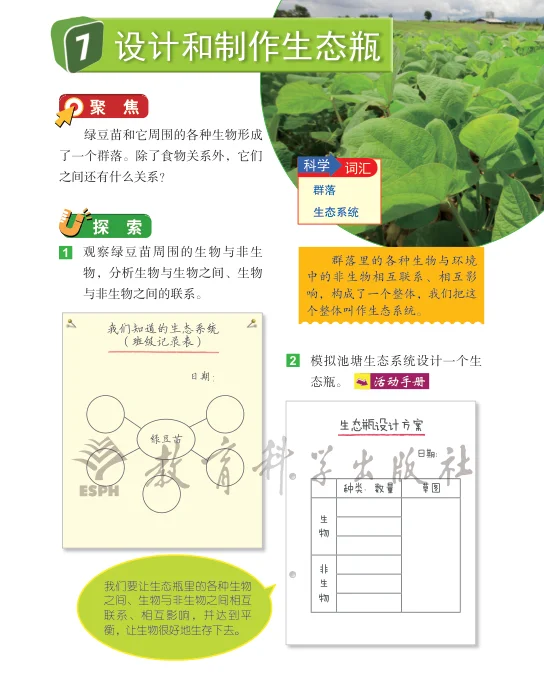 7 设计和制作生态瓶
聚焦
绿豆苗和它周围的各种生物形成
了一个群落。除了食物关系外，它们
之间还有什么关系？
科学 词汇
群落
生态系统
探索
1 观察绿豆苗周围的生物与非生
物，分析生物与生物之间、生物
与非生物之间的联系。
我们知道的生态系统
（班级记录表）
日期：
绿豆苗
群落里的各种生物与环境
中的非生物相互联系、相互影
响，构成了一个整体，我们把这
个整体叫作生态系统。
2 模拟池塘生态系统设计一个生
态瓶。 活动手册
生态瓶设计方案
日期：
种类、数量 草图
生物
非生物
我们要让生态瓶里的各种生物
之间、生物与非生物之间相互
联系、相互影响，并达到平
衡，让生物很好地生存下去。
ESPH 教育科学出版社